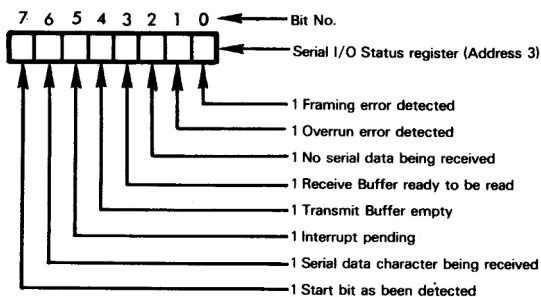 7 6 5 4 3 2 1 0 Bit No.
Serial I/O Status register (Address 3)
1 Framing error detected
1 Overrun error detected
1 No serial data being received
1 Receive Buffer ready to be read
1 Transmit Buffer empty
1 Interrupt pending
1 Serial data character being received
1 Start bit as been detected